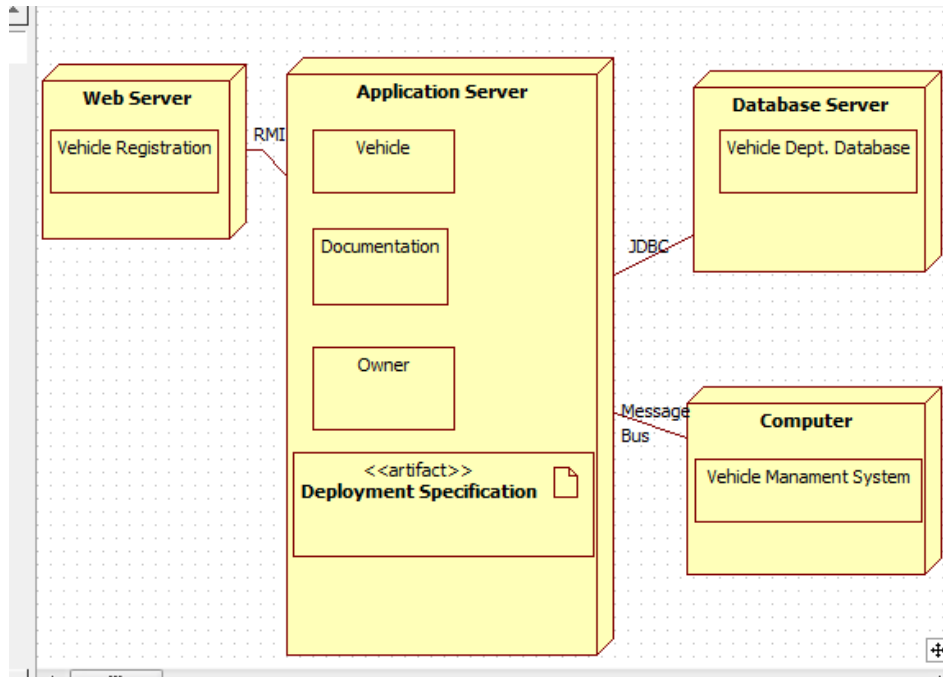 Web Server
Vehicle Registration
RMI
Application Server
Vehicle
Documentation
Owner
<<artifact>>
Deployment Specification
JDBC
Database Server
Vehicle Dept. Database
Message
Bus
Computer
Vehicle Manament System